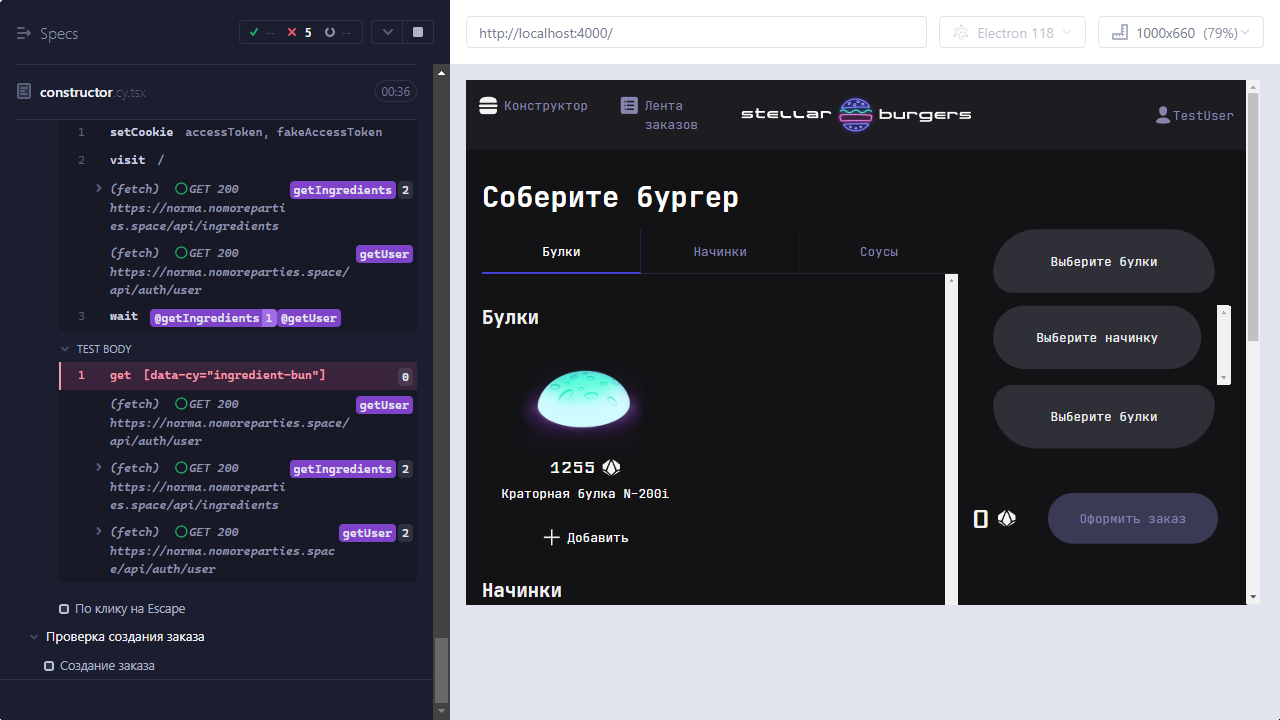 Specs
--
5
--
constructor.cy.tsx
00:36
1 setCookie accessToken, fakeAccessToken
2 visit /
(fetch) GET 200 getIngredients 2
https://norma.nomoreparti
es.space/api/ingredients
(fetch) GET 200 getUser
https://norma.nomoreparties.space/
api/auth/user
3 wait @getIngredients 1 @getUser
TEST BODY
1 get [data-cy="ingredient-bun"] 0
(fetch) GET 200 getUser
https://norma.nomoreparties.space/
api/auth/user
(fetch) GET 200 getIngredients 2
https://norma.nomoreparti
es.space/api/ingredients
(fetch) GET 200 getUser 2
https://norma.nomoreparties.spac
e/api/auth/user
По клику на Escape
Проверка создания заказа
Создание заказа
http://localhost:4000/
Electron 118
1000x660 (79%)
Конструктор
Лента
заказов
stellar burgers
TestUser
Соберите бургер
Булки
Начинки
Соусы
Булки
1255
Краторная булка N-200i
Добавить
Начинки
Выберите булки
Выберите начинку
Выберите булки
0
Оформить заказ